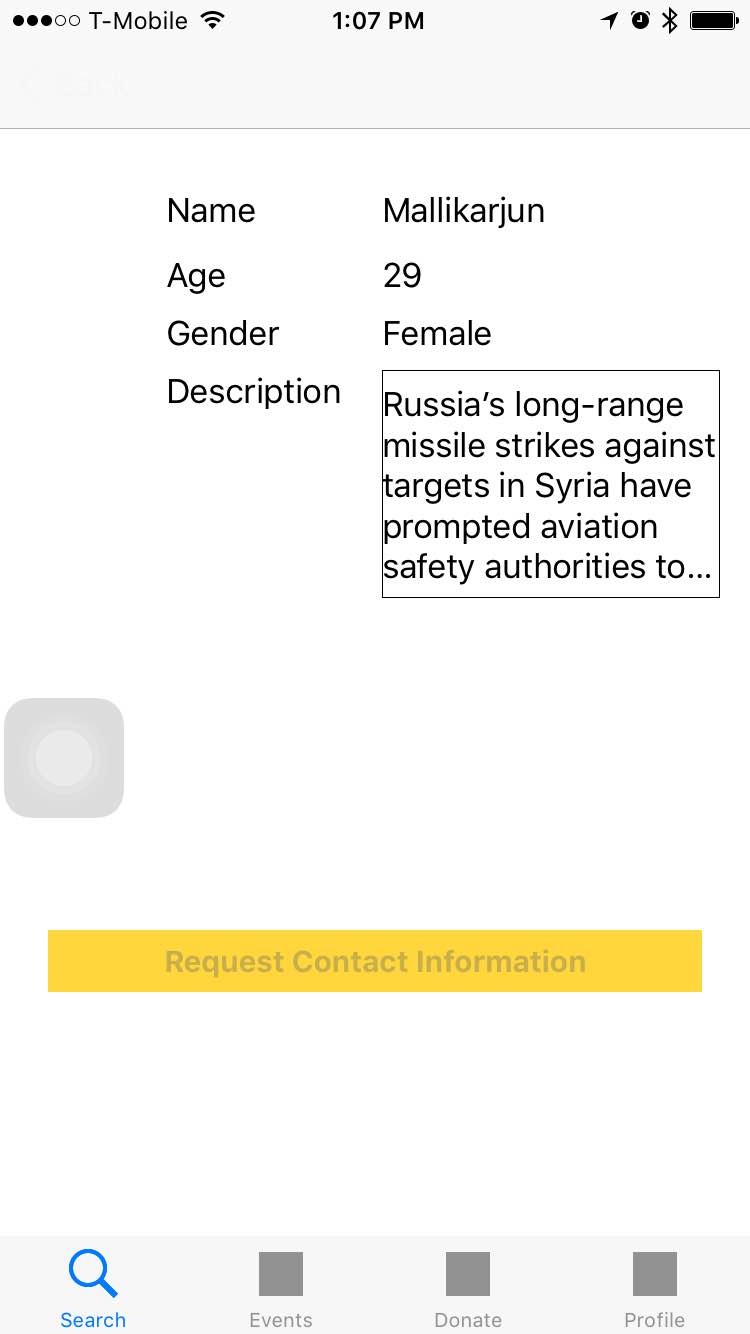 T-Mobile 1:07 PM
Name Mallikarjun
Age 29
Gender Female
Description
Russia’s long-range
missile strikes against
targets in Syria have
prompted aviation
safety authorities to...
Request Contact Information
Search Events Donate Profile